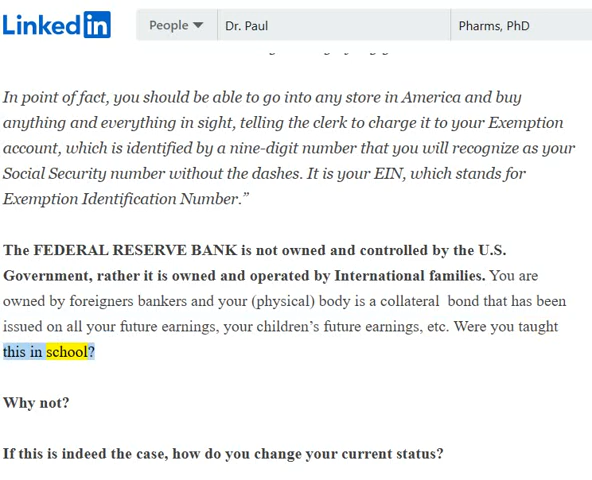 Linked in
People
Dr. Paul
Pharms, PhD
In point of fact, you should be able to go into any store in America and buy
anything and everything in sight, telling the clerk to charge it to your Exemption
account, which is identified by a nine-digit number that you will recognize as your
Social Security number without the dashes. It is your EIN, which stands for
Exemption Identification Number.”
The FEDERAL RESERVE BANK is not owned and controlled by the U.S.
Government, rather it is owned and operated by International families. You are
owned by foreigners bankers and your (physical) body is a collateral bond that has been
issued on all your future earnings, your children’s future earnings, etc. Were you taught
this in school?
Why not?
If this is indeed the case, how do you change your current status?